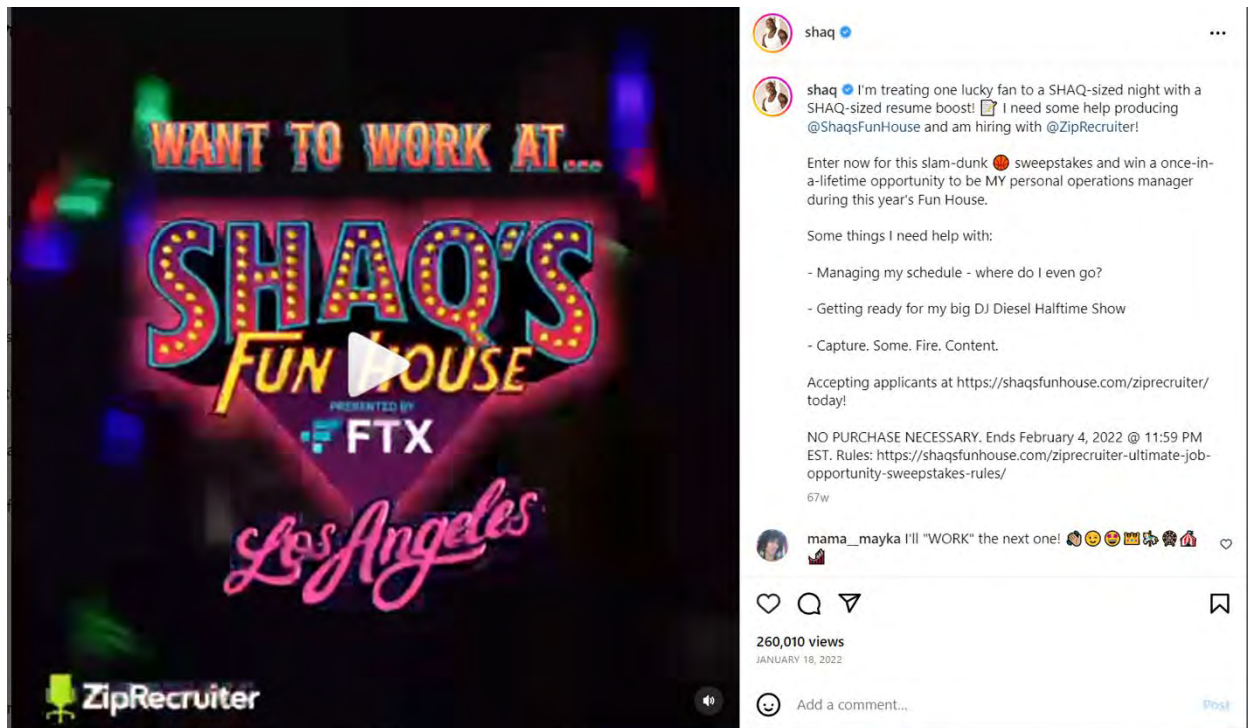 WANT TO WORK AT...
SHAQ'S
FUN HOUSE
PRESENTED BY
FTX
Los Angeles
ZipRecruiter
shaq
shaq I'm treating one lucky fan to a SHAQ-sized night with a
SHAQ-sized resume boost! 📝 I need some help producing
@ShaqsFunHouse and am hiring with @ZipRecruiter!
Enter now for this slam-dunk 🏀 sweepstakes and win a once-in-
a-lifetime opportunity to be MY personal operations manager
during this year's Fun House.
Some things I need help with:
- Managing my schedule - where do I even go?
- Getting ready for my big DJ Diesel Halftime Show
- Capture. Some. Fire. Content.
Accepting applicants at https://shaqsfunhouse.com/ziprecruiter/
today!
NO PURCHASE NECESSARY. Ends February 4, 2022 @ 11:59 PM
EST. Rules: https://shaqsfunhouse.com/ziprecruiter-ultimate-job-
opportunity-sweepstakes-rules/
67w
mama__mayka I'll "WORK" the next one!
260,010 views
JANUARY 18, 2022
Add a comment...
Post